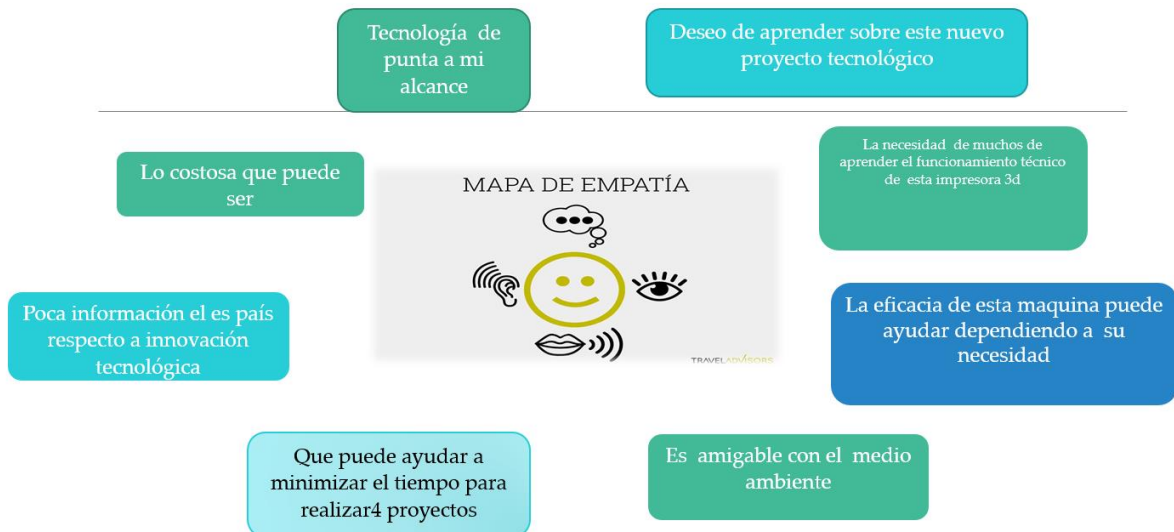 Tecnología de
punta a mi
alcance
Deseo de aprender sobre este nuevo
proyecto tecnológico
Lo costosa que puede
ser
MAPA DE EMPATÍA
La necesidad de muchos de
aprender el funcionamiento técnico
de esta impresora 3d
Poca información el es país
respecto a innovación
tecnológica
La eficacia de esta maquina puede
ayudar dependiendo a su
necesidad
TRAVELADVISORS
Que puede ayudar a
minimizar el tiempo para
realizar4 proyectos
Es amigable con el medio
ambiente